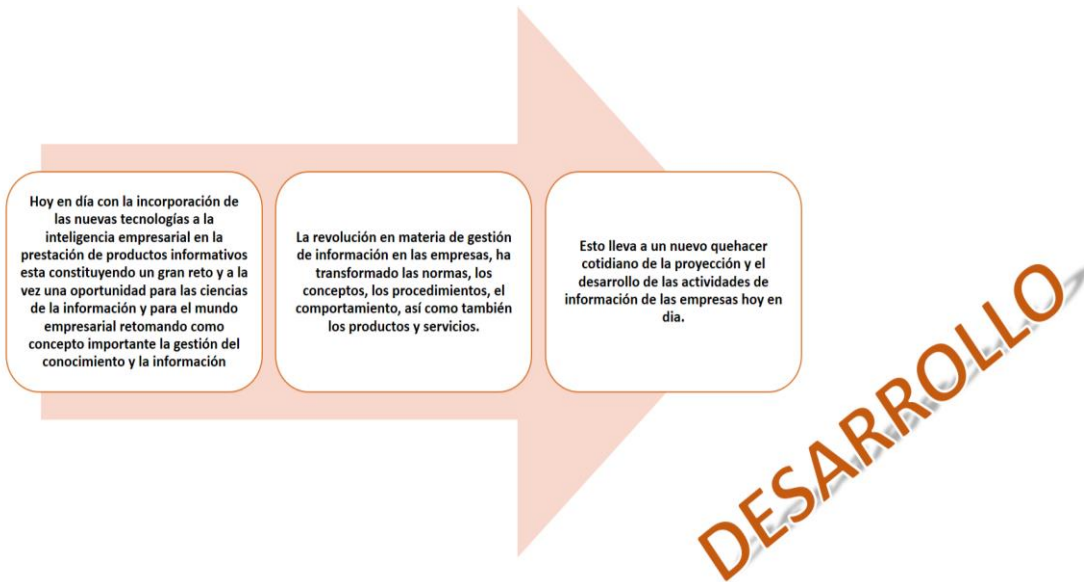 Hoy en día con la incorporación de
las nuevas tecnologías a la
inteligencia empresarial en la
prestación de productos informativos
esta constituyendo un gran reto y a la
vez una oportunidad para las ciencias
de la información y para el mundo
empresarial retomando como
concepto importante la gestión del
conocimiento y la información
La revolución en materia de gestión
de información en las empresas, ha
transformado las normas, los
conceptos, los procedimientos, el
comportamiento, así como también
los productos y servicios.
Esto lleva a un nuevo quehacer
cotidiano de la proyección y el
desarrollo de las actividades de
información de las empresas hoy en
dia.
DESARROLLO